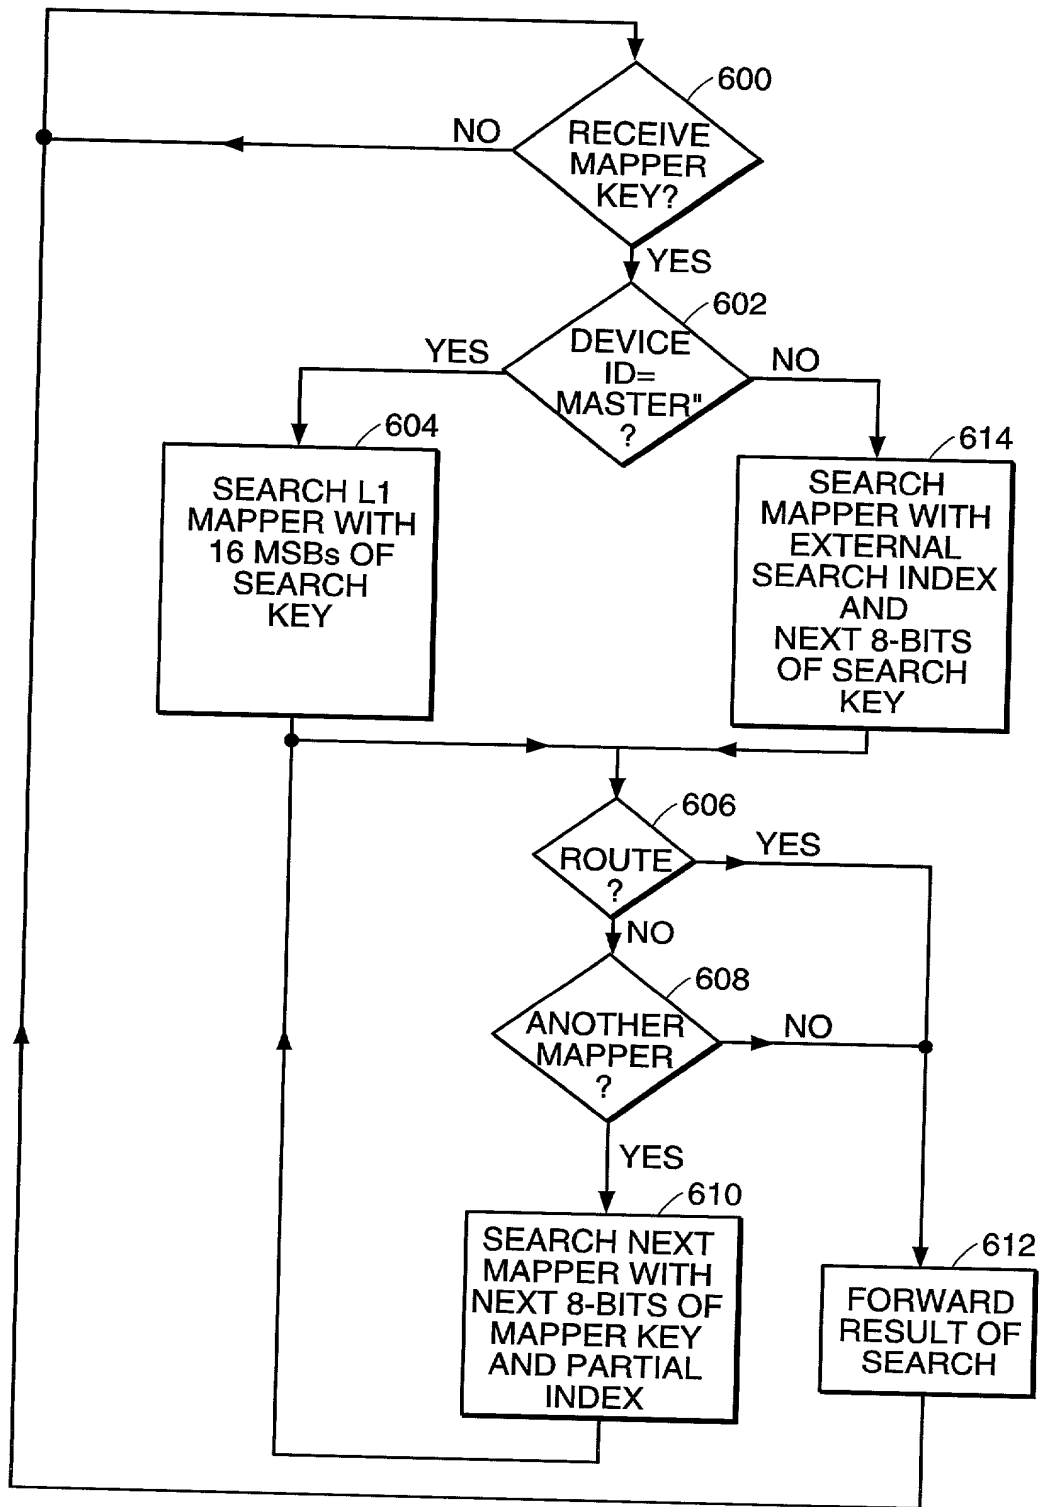 600
RECEIVE
MAPPER
KEY?
NO
YES
602
DEVICE
ID=
MASTER"
?
YES
NO
604
SEARCH L1
MAPPER WITH
16 MSBs OF
SEARCH
KEY
614
SEARCH
MAPPER WITH
EXTERNAL
SEARCH INDEX
AND
NEXT 8-BITS
OF SEARCH
KEY
606
ROUTE
?
YES
NO
608
ANOTHER
MAPPER
?
NO
YES
610
SEARCH NEXT
MAPPER WITH
NEXT 8-BITS OF
MAPPER KEY
AND PARTIAL
INDEX
612
FORWARD
RESULT OF
SEARCH